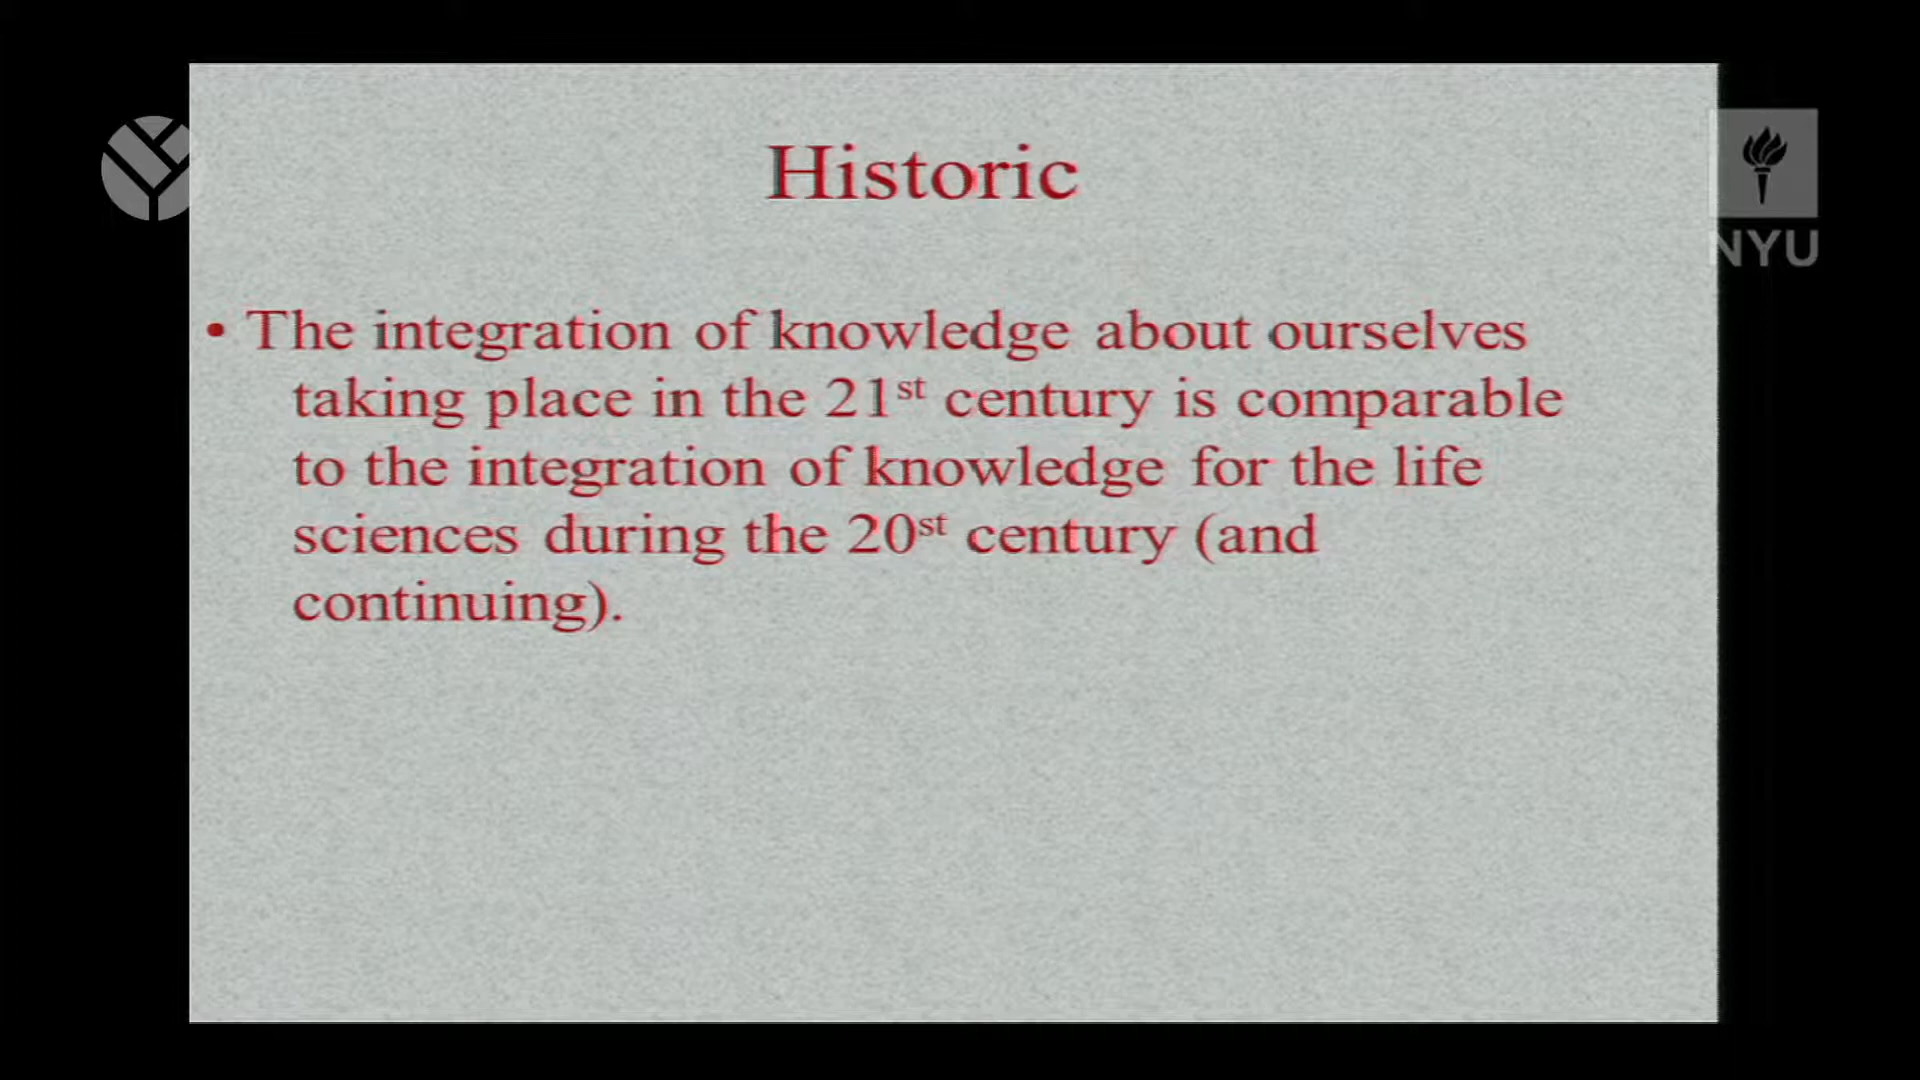 Historic
• The integration of knowledge about ourselves
taking place in the 21st century is comparable
to the integration of knowledge for the life
sciences during the 20st century (and
continuing).
NYU